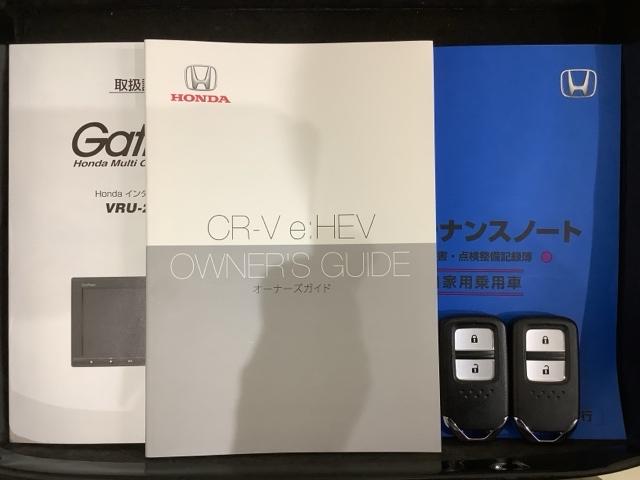 取扱説
Gath
Honda Multi C
Honda インタ
VRU-2
HONDA
CR-V e:HEV
OWNER'S GUIDE
オーナーズガイド
ナンスノート
書・点検整備記録簿
家用乗用車
行